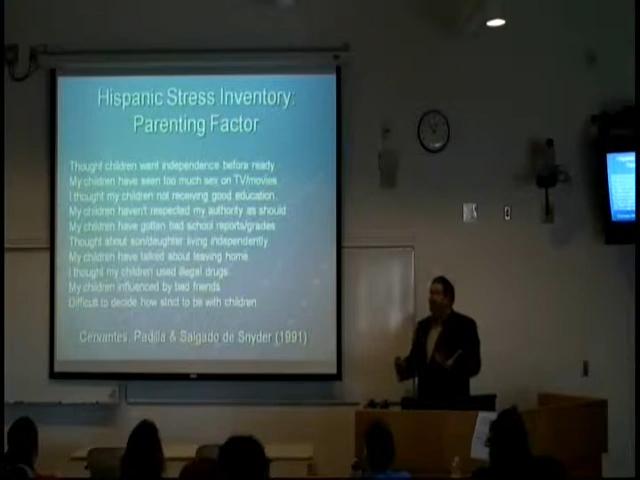 Hispanic Stress Inventory:
Parenting Factor
Thought children want independence before ready
My children have seen too much sex on TV/movies
I thought my children not receiving good education
My children haven't respected my authority as should
My children have gotten bad school reports/grades
Thought about son/daughter living independently
My children have talked about leaving home
I thought my children used illegal drugs
My children influenced by bad friends
Difficult to decide how strict to be with children
Cervantes, Padilla & Salgado de Snyder (1991)